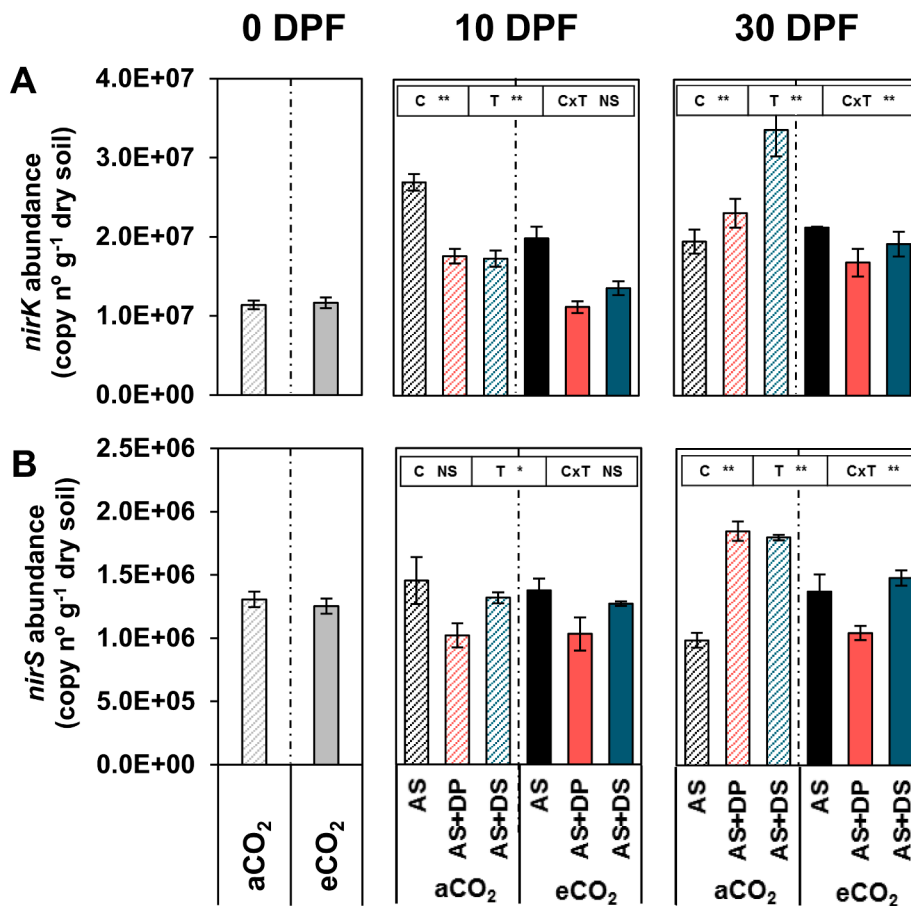 0 DPF 10 DPF 30 DPF
A
nirK abundance
(copy nº g-1 dry soil)
4.0E+07
3.0E+07
2.0E+07
1.0E+07
0.0E+00
C ** T ** CxT NS
C ** T ** CxT **
B
nirS abundance
(copy nº g-1 dry soil)
2.5E+06
2.0E+06
1.5E+06
1.0E+06
5.0E+05
0.0E+00
C NS T * CxT NS
C ** T ** CxT **
aCO2 eCO2
AS AS+DP AS+DS AS AS+DP AS+DS
aCO2 eCO2
AS AS+DP AS+DS AS AS+DP AS+DS
aCO2 eCO2